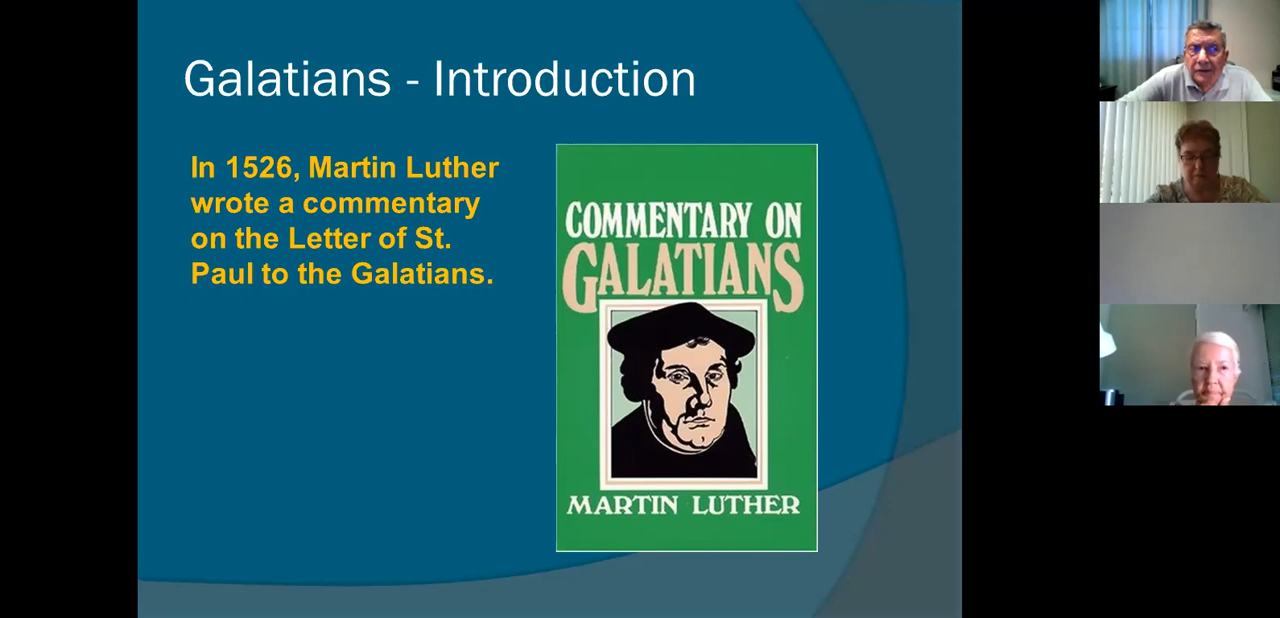 Galatians - Introduction
In 1526, Martin Luther
wrote a commentary
on the Letter of St.
Paul to the Galatians.
COMMENTARY ON
GALATIANS
MARTIN LUTHER